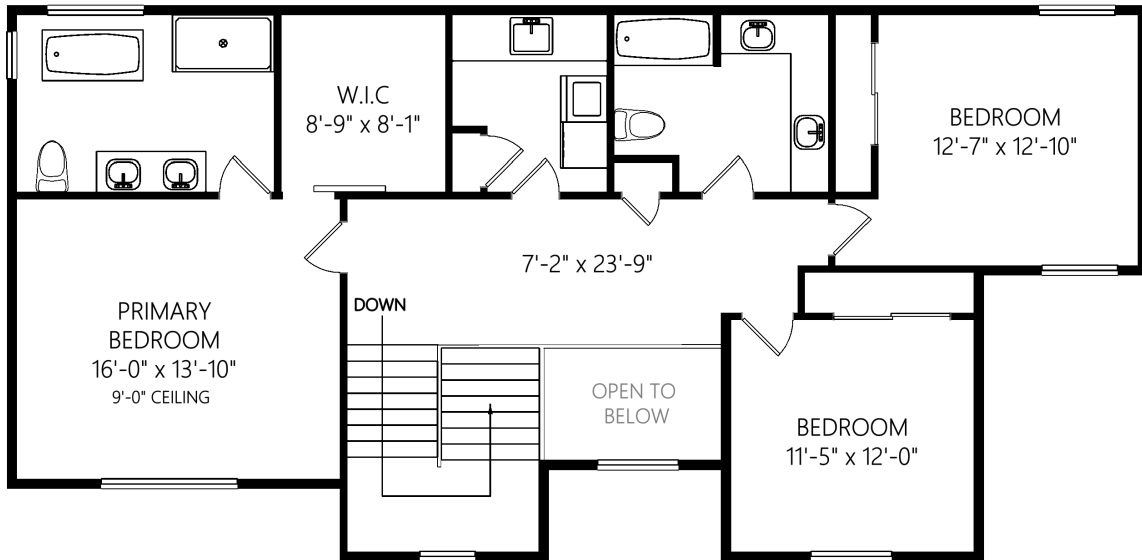 W.I.C
8'-9" x 8'-1"
BEDROOM
12'-7" x 12'-10"
7'-2" x 23'-9"
DOWN
PRIMARY
BEDROOM
16'-0" x 13'-10"
9'-0" CEILING
OPEN TO
BELOW
BEDROOM
11'-5" x 12'-0"